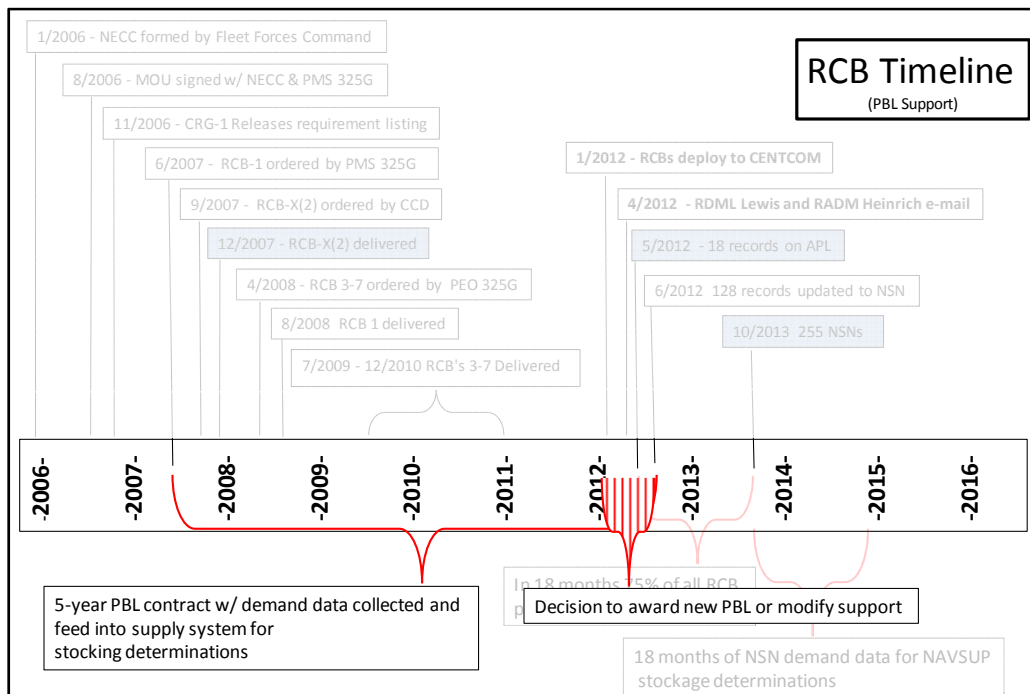 RCB Timeline
(PBL Support)
1/2006 - NECC formed by Fleet Forces Command
8/2006 - MOU signed w/ NECC & PMS 325G
11/2006 - CRG-1 Releases requirement listing
6/2007 - RCB-1 ordered by PMS 325G
9/2007 - RCB-X(2) ordered by CCD
12/2007 - RCB-X(2) delivered
4/2008 - RCB 3-7 ordered by PEO 325G
8/2008 RCB 1 delivered
7/2009 - 12/2010 RCB's 3-7 Delivered
1/2012 - RCBs deploy to CENTCOM
4/2012 - RDML Lewis and RADM Heinrich e-mail
5/2012 - 18 records on APL
6/2012 128 records updated to NSN
10/2013 255 NSNs
-2006-
-2007-
-2008-
-2009-
-2010-
-2011-
-2012-
-2013-
-2014-
-2015-
-2016-
5-year PBL contract w/ demand data collected and
feed into supply system for
stocking determinations
In 18 months 75% of all RCB
Decision to award new PBL or modify support
18 months of NSN demand data for NAVSUP
stockage determinations